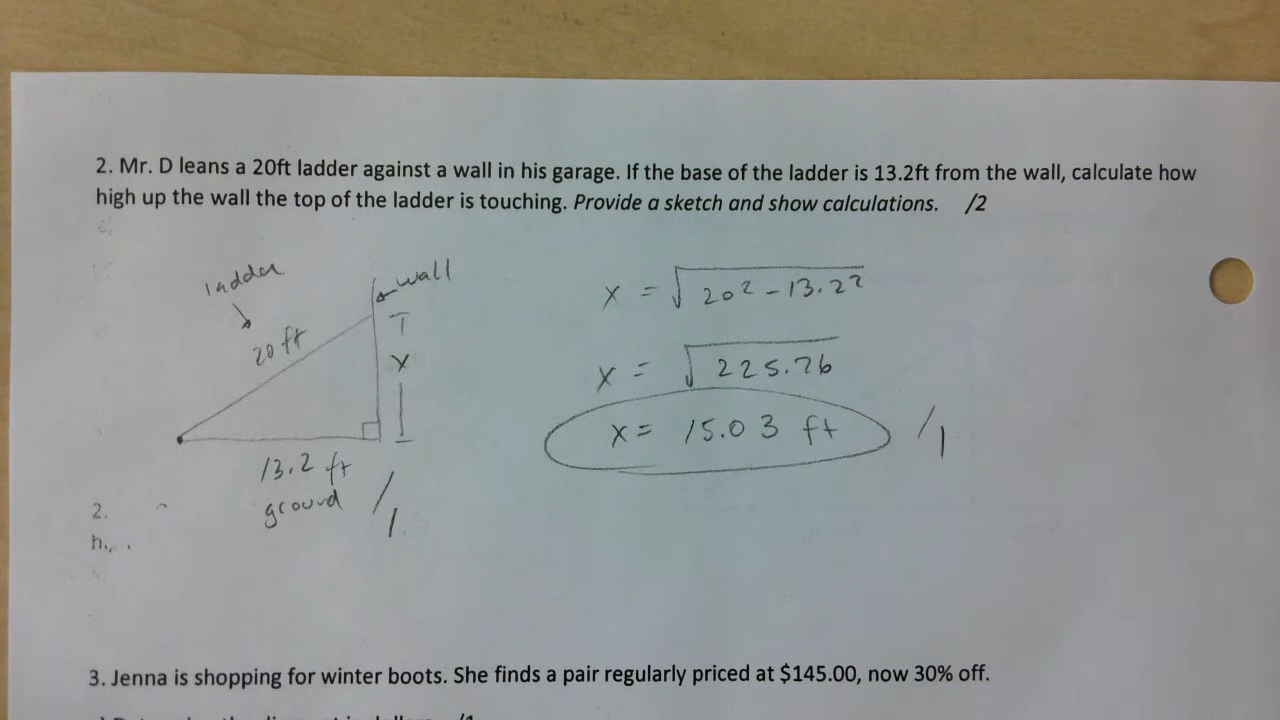 2. Mr. D leans a 20ft ladder against a wall in his garage. If the base of the ladder is 13.2ft from the wall, calculate how
high up the wall the top of the ladder is touching. Provide a sketch and show calculations. /2
ladder
wall
20 ft
x
13.2 ft
ground
/1
x = √20² - 13.2²
x = √225.76
x = 15.03 ft
/1
2.
h.
3. Jenna is shopping for winter boots. She finds a pair regularly priced at $145.00, now 30% off.